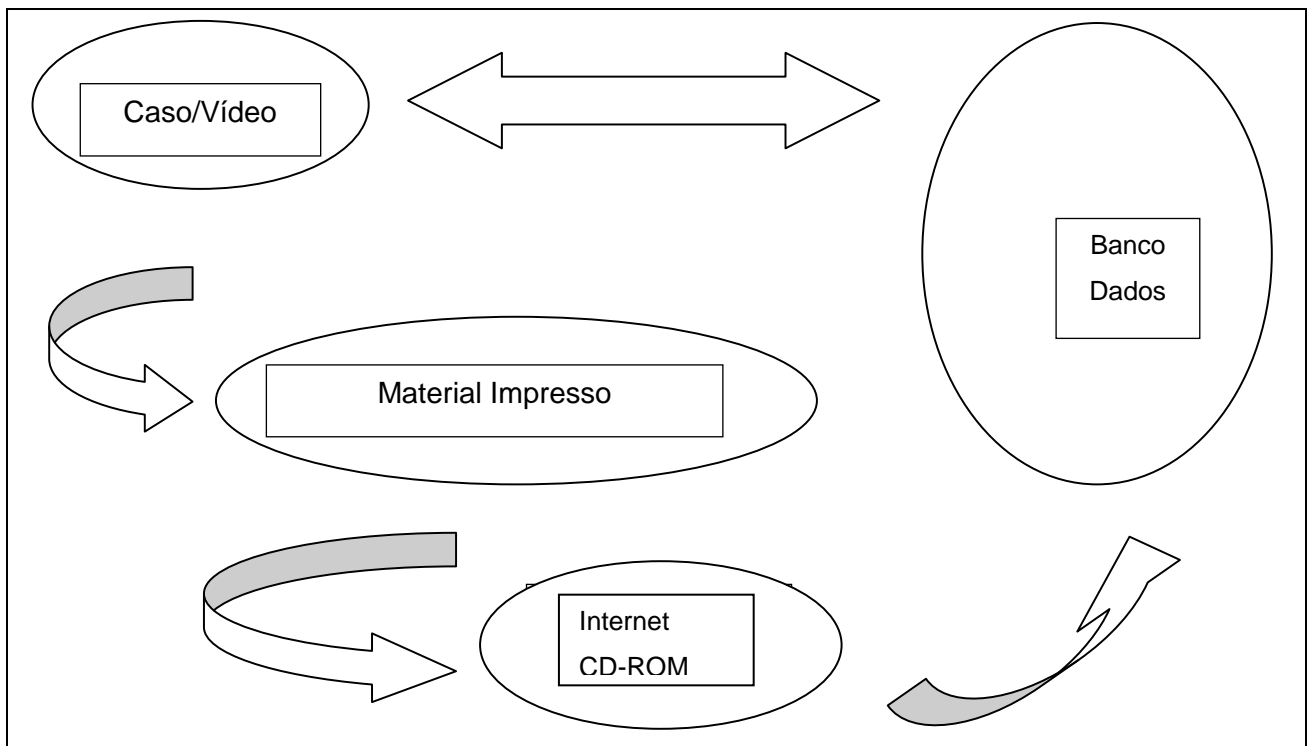 Caso/Vídeo
Banco
Dados
Material Impresso
Internet
CD-ROM